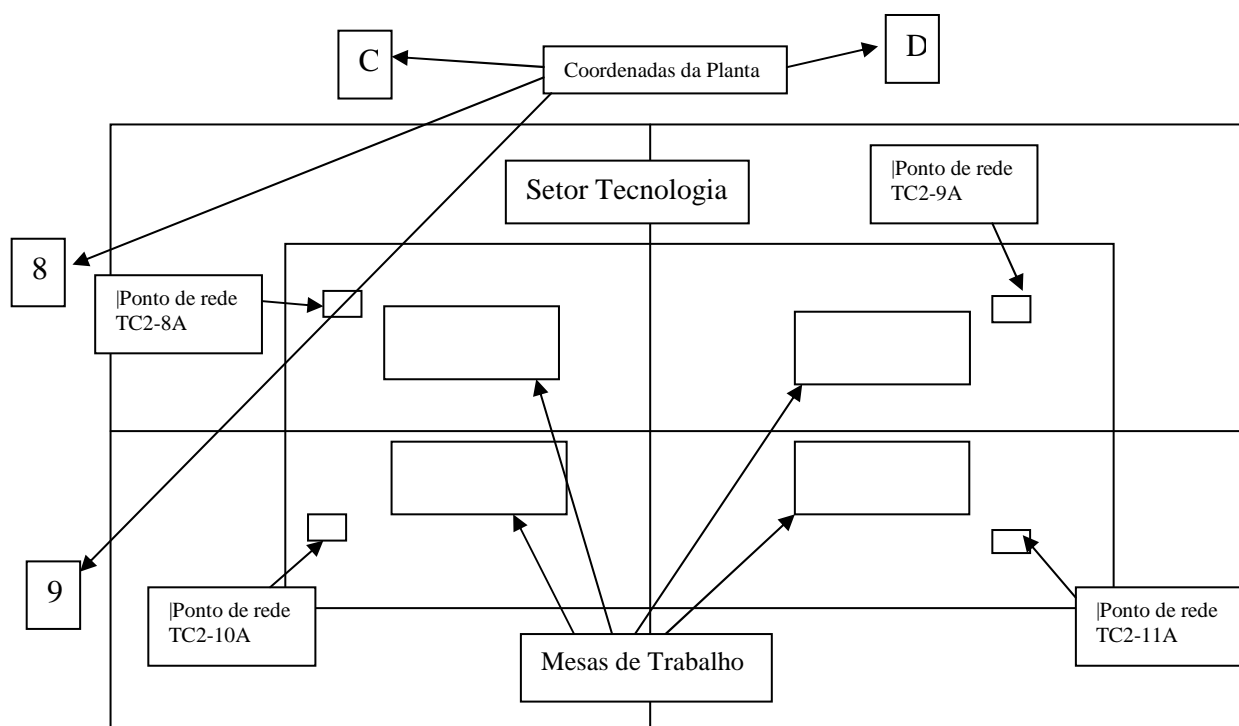 C
Coordenadas da Planta
D
Setor Tecnologia
|Ponto de rede
TC2-9A
8
|Ponto de rede
TC2-8A
9
|Ponto de rede
TC2-10A
Mesas de Trabalho
|Ponto de rede
TC2-11A